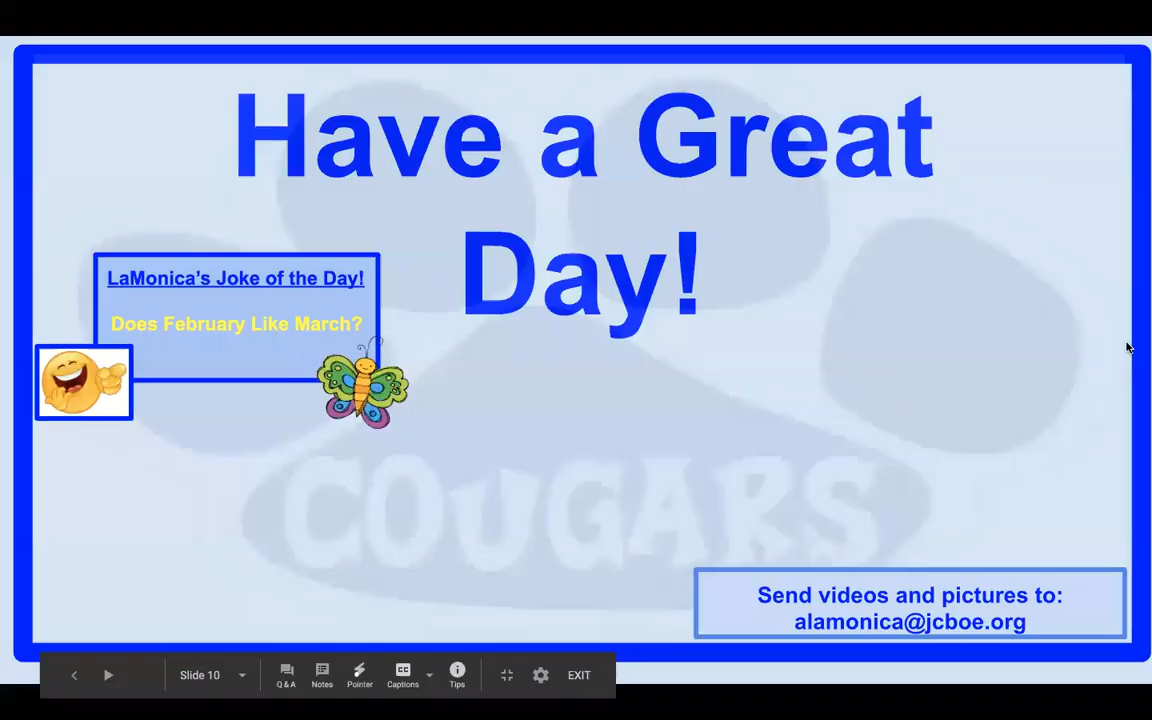 Have a Great
Day!
LaMonica's Joke of the Day!
Does February Like March?
COUGARS
Send videos and pictures to:
alamonica@jcboe.org
Slide 10
Q & A
Notes
Pointer
CC
Captions
Tips
EXIT